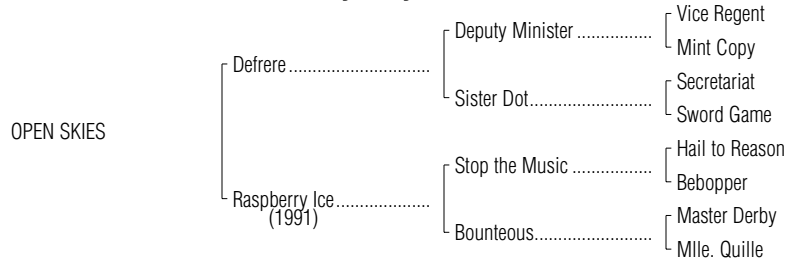 Vice Regent
Deputy Minister ................
Mint Copy
Defrere..............................
Secretariat
Sister Dot..........................
Sword Game
OPEN SKIES
Hail to Reason
Stop the Music .................
Bebopper
Raspberry Ice....................
(1991)
Master Derby
Bounteous.........................
Mlle. Quille